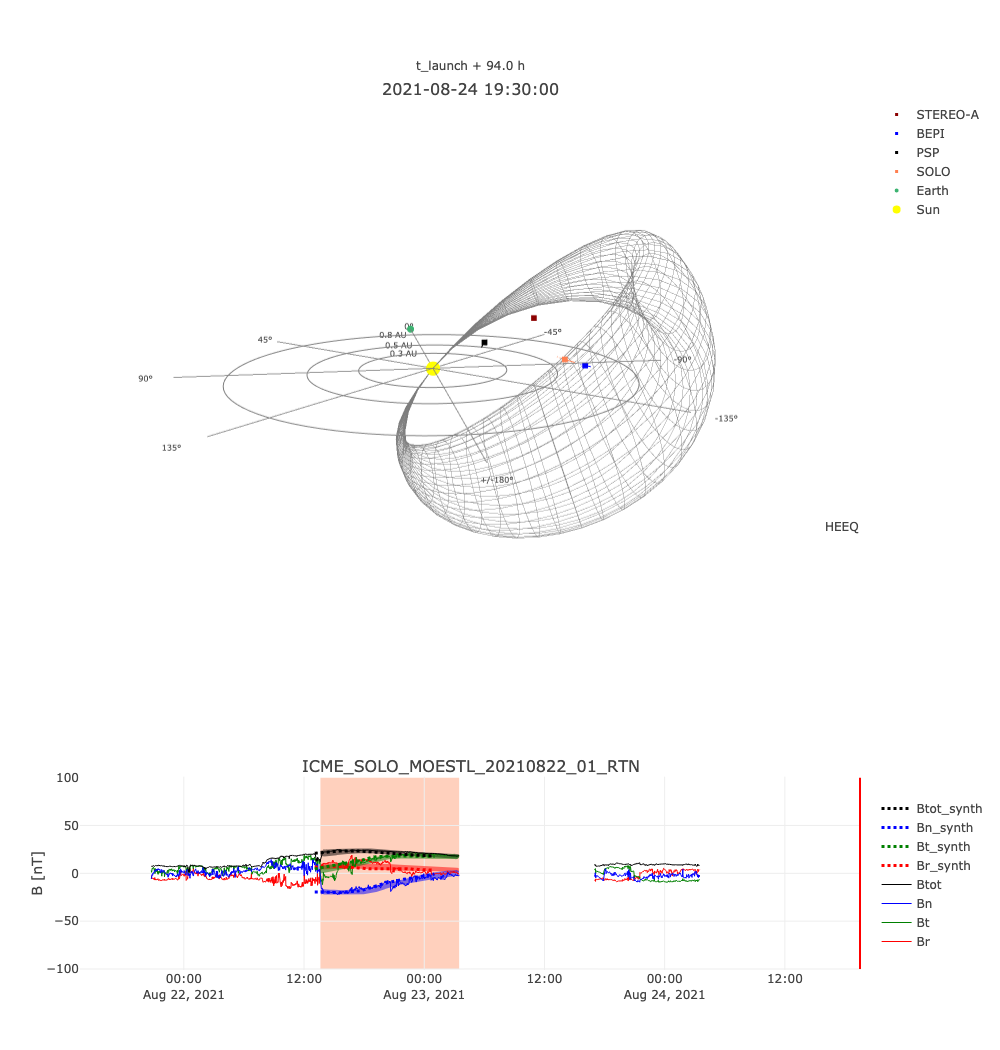 t_launch + 94.0 h
2021-08-24 19:30:00
STEREO-A
BEPI
PSP
SOLO
Earth
Sun
0°
0.8 AU
0.5 AU
0.3 AU
45°
-45°
90°
-90°
135°
-135°
+/-180°
HEEQ
ICME_SOLO_MOESTL_20210822_01_RTN
B [nT]
100
50
0
−50
−100
00:00
Aug 22, 2021
12:00
00:00
Aug 23, 2021
12:00
00:00
Aug 24, 2021
12:00
Btot_synth
Bn_synth
Bt_synth
Br_synth
Btot
Bn
Bt
Br